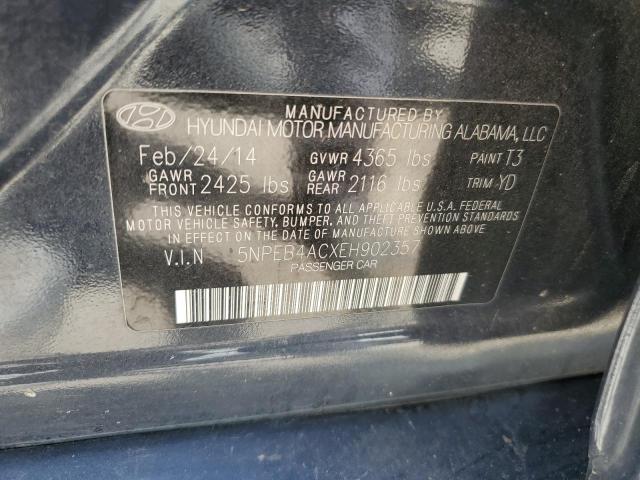 MANUFACTURED BY
HYUNDAI MOTOR MANUFACTURING ALABAMA, LLC
Feb/24/14 GVWR 4365 lbs PAINT T3
GAWR FRONT 2425 lbs GAWR REAR 2116 lbs TRIM YD
THIS VEHICLE CONFORMS TO ALL APPLICABLE U.S.A. FEDERAL
MOTOR VEHICLE SAFETY, BUMPER, AND THEFT PREVENTION STANDARDS
IN EFFECT ON THE DATE OF MANUFACTURE SHOWN ABOVE.
V.I.N 5NPEB4ACXEH902357
PASSENGER CAR